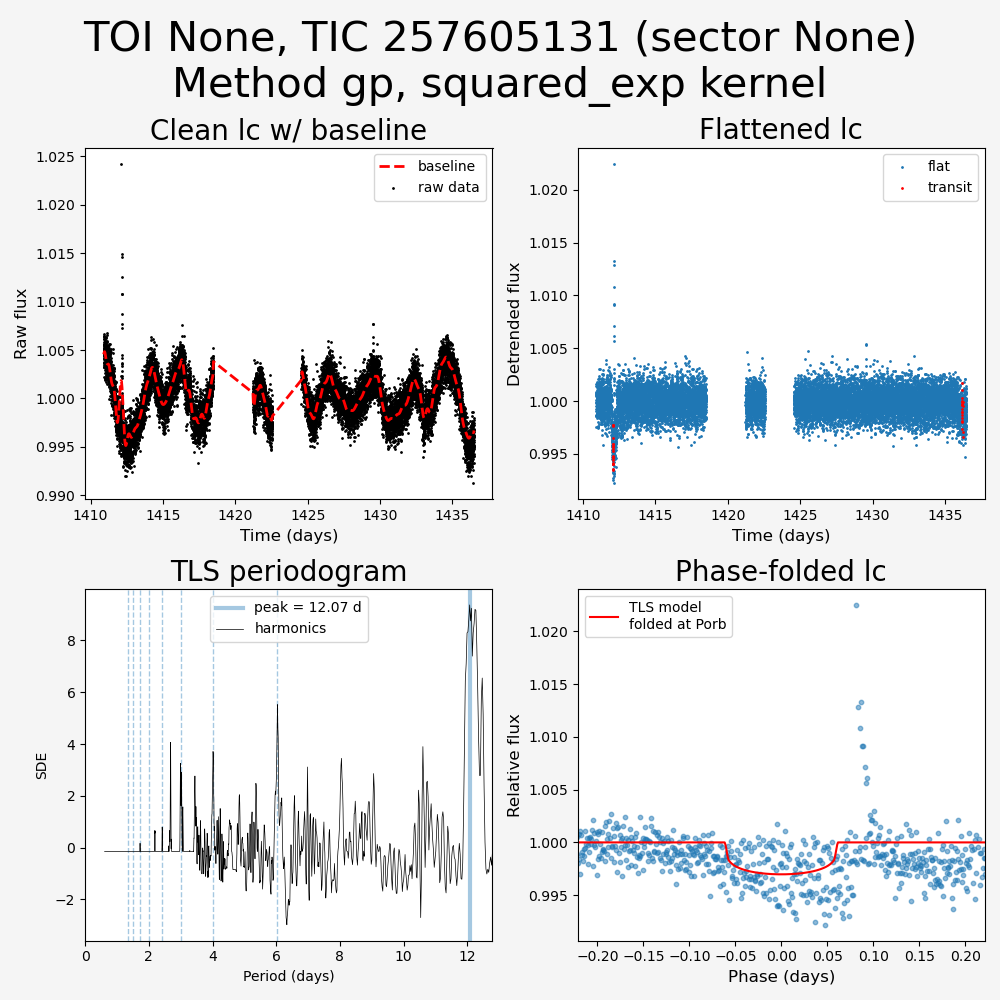 TOI None, TIC 257605131 (sector None)
Method gp, squared_exp kernel
Clean lc w/ baseline
Raw flux
1.025
1.020
1.015
1.010
1.005
1.000
0.995
0.990
baseline
raw data
1410
1415
1420
1425
1430
1435
Time (days)
Flattened lc
Detrended flux
1.020
1.015
1.010
1.005
1.000
0.995
flat
transit
1410
1415
1420
1425
1430
1435
Time (days)
TLS periodogram
SDE
8
6
4
2
0
−2
peak = 12.07 d
harmonics
0
2
4
6
8
10
12
Period (days)
Phase-folded lc
Relative flux
1.020
1.015
1.010
1.005
1.000
0.995
TLS model
folded at Porb
−0.20
−0.15
−0.10
−0.05
0.00
0.05
0.10
0.15
0.20
Phase (days)